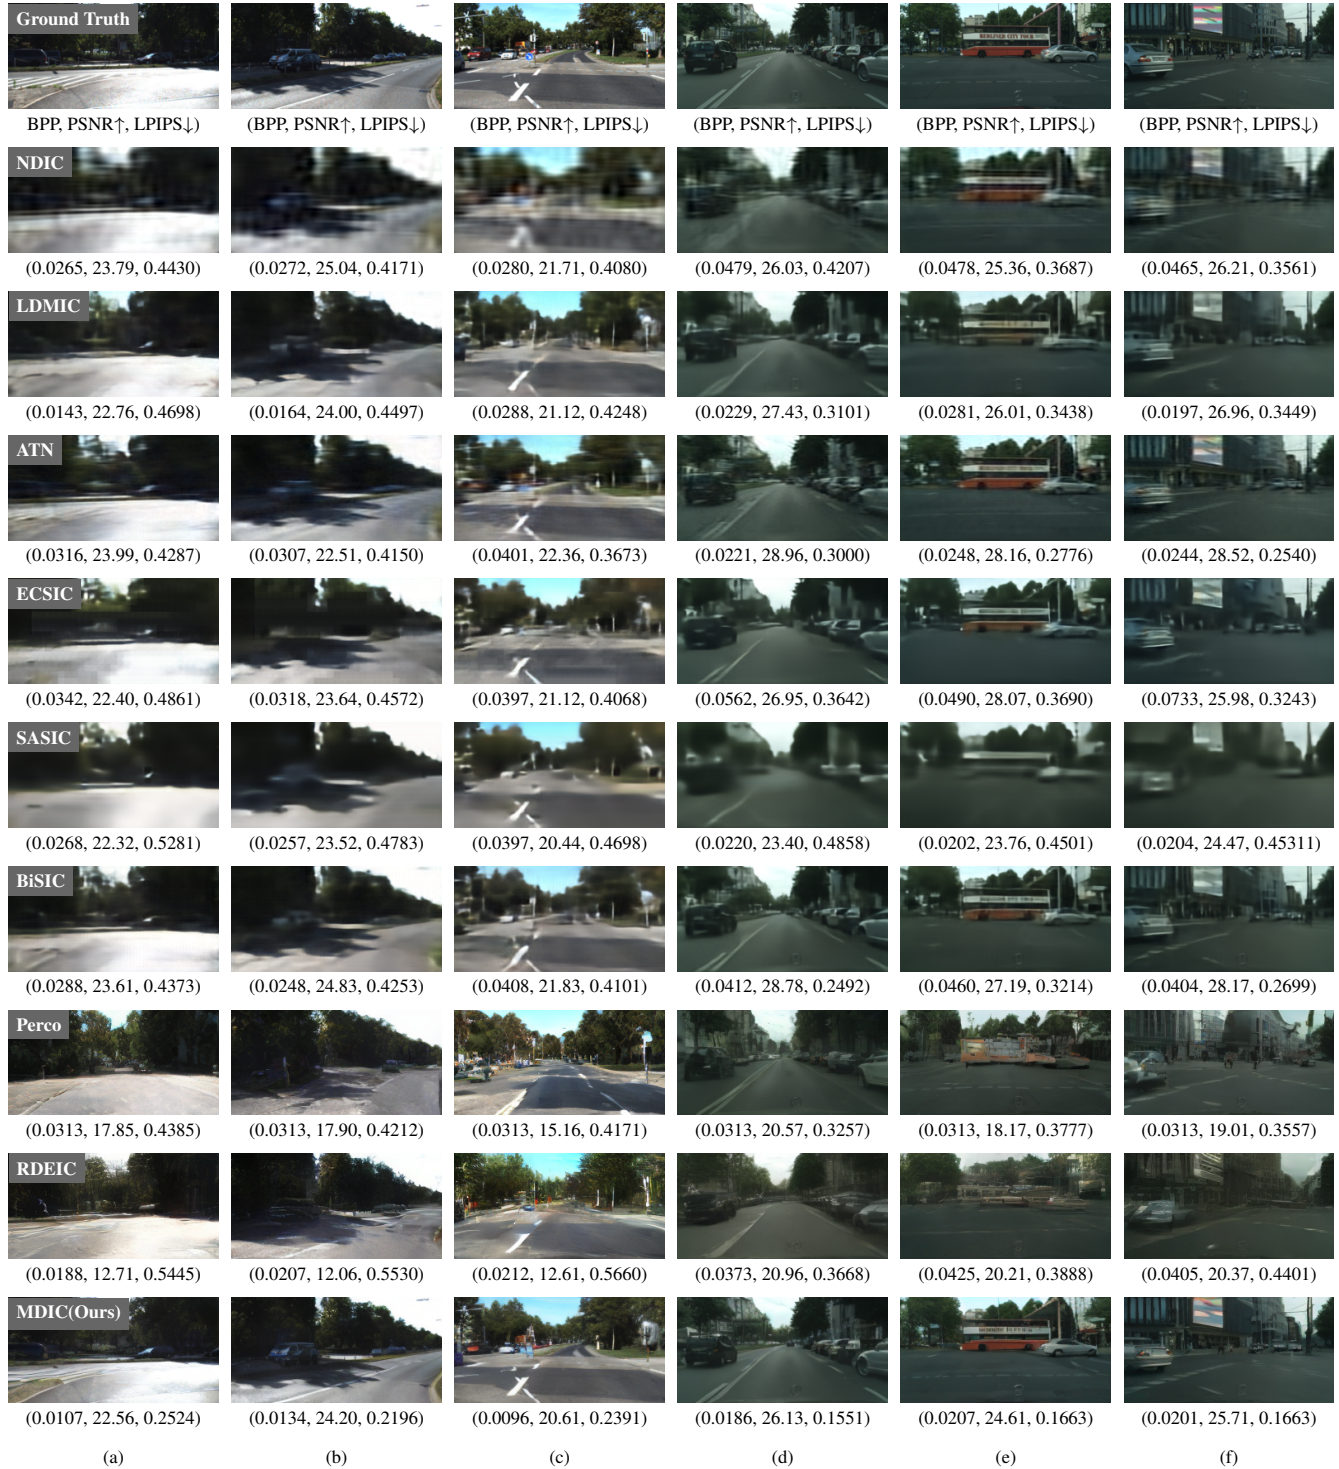 Ground Truth
BPP, PSNR↑, LPIPS↓) (BPP, PSNR↑, LPIPS↓) (BPP, PSNR↑, LPIPS↓) (BPP, PSNR↑, LPIPS↓) (BPP, PSNR↑, LPIPS↓) (BPP, PSNR↑, LPIPS↓)
NDIC
(0.0265, 23.79, 0.4430) (0.0272, 25.04, 0.4171) (0.0280, 21.71, 0.4080) (0.0479, 26.03, 0.4207) (0.0478, 25.36, 0.3687) (0.0465, 26.21, 0.3561)
LDMIC
(0.0143, 22.76, 0.4698) (0.0164, 24.00, 0.4497) (0.0288, 21.12, 0.4248) (0.0229, 27.43, 0.3101) (0.0281, 26.01, 0.3438) (0.0197, 26.96, 0.3449)
ATN
(0.0316, 23.99, 0.4287) (0.0307, 22.51, 0.4150) (0.0401, 22.36, 0.3673) (0.0221, 28.96, 0.3000) (0.0248, 28.16, 0.2776) (0.0244, 28.52, 0.2540)
ECSIC
(0.0342, 22.40, 0.4861) (0.0318, 23.64, 0.4572) (0.0397, 21.12, 0.4068) (0.0562, 26.95, 0.3642) (0.0490, 28.07, 0.3690) (0.0733, 25.98, 0.3243)
SASIC
(0.0268, 22.32, 0.5281) (0.0257, 23.52, 0.4783) (0.0397, 20.44, 0.4698) (0.0220, 23.40, 0.4858) (0.0202, 23.76, 0.4501) (0.0204, 24.47, 0.45311)
BiSIC
(0.0288, 23.61, 0.4373) (0.0248, 24.83, 0.4253) (0.0408, 21.83, 0.4101) (0.0412, 28.78, 0.2492) (0.0460, 27.19, 0.3214) (0.0404, 28.17, 0.2699)
Perco
(0.0313, 17.85, 0.4385) (0.0313, 17.90, 0.4212) (0.0313, 15.16, 0.4171) (0.0313, 20.57, 0.3257) (0.0313, 18.17, 0.3777) (0.0313, 19.01, 0.3557)
RDEIC
(0.0188, 12.71, 0.5445) (0.0207, 12.06, 0.5530) (0.0212, 12.61, 0.5660) (0.0373, 20.96, 0.3668) (0.0425, 20.21, 0.3888) (0.0405, 20.37, 0.4401)
MDIC(Ours)
(0.0107, 22.56, 0.2524) (0.0134, 24.20, 0.2196) (0.0096, 20.61, 0.2391) (0.0186, 26.13, 0.1551) (0.0207, 24.61, 0.1663) (0.0201, 25.71, 0.1663)
(a) (b) (c) (d) (e) (f)